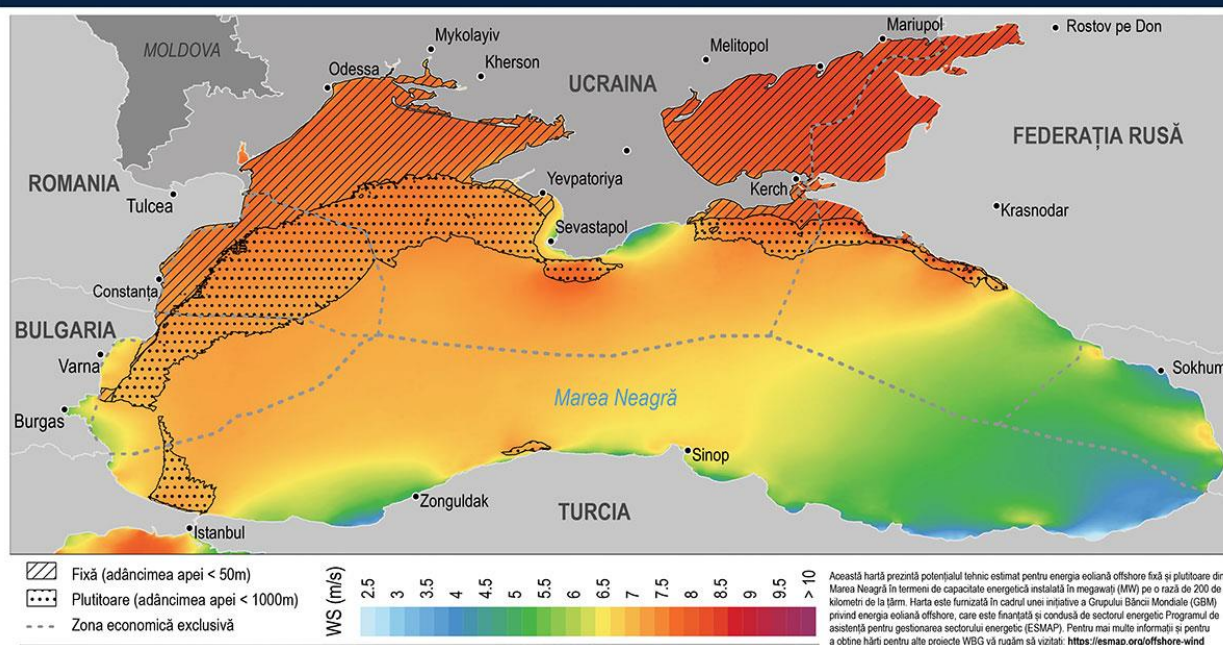 MOLDOVA
Mykolayiv
Mariupol
Rostov pe Don
Odessa
Kherson
Melitopol
UCRAINA
FEDERAȚIA RUSĂ
ROMANIA
Tulcea
Yevpatoriya
Kerch
Krasnodar
Sevastapol
Constanța
BULGARIA
Varna
Sokhum
Burgas
Marea Neagră
Sinop
Zonguldak
TURCIA
Istanbul
Fixă (adâncimea apei < 50m)
Plutitoare (adâncimea apei < 1000m)
Zona economică exclusivă
WS (m/s)
2.5 3 3.5 4 4.5 5 5.5 6 6.5 7 7.5 8 8.5 9 9.5 > 10
Această hartă prezintă potențialul tehnic estimat pentru energia eoliană offshore fixă și plutitoare din
Marea Neagră în termeni de capacitate energetică instalată în megawați (MW) pe o rază de 200 de
kilometri de la țărm. Harta este furnizată în cadrul unei inițiative a Grupului Băncii Mondiale (GBM)
privind energia eoliană offshore, care este finanțată și condusă de sectorul energetic Programul de
asistență pentru gestionarea sectorului energetic (ESMAP). Pentru mai multe informații și pentru
a obține hărți pentru alte proiecte WBG vă rugăm să vizitați: https://esmap.org/offshore-wind